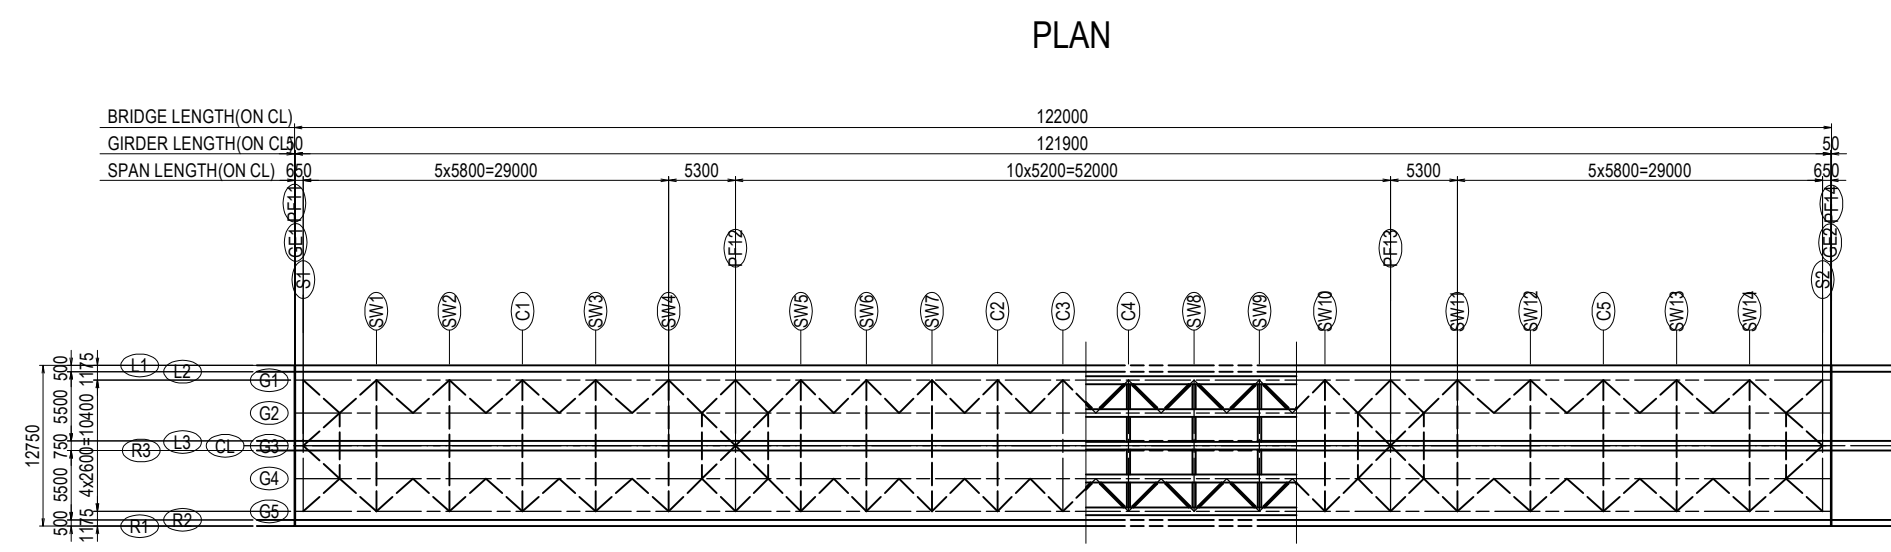 PLAN
BRIDGE LENGTH(ON CL) 122000
GIRDER LENGTH(ON CL) 50 121900 50
SPAN LENGTH(ON CL) 650 5x5800=29000 5300 10x5200=52000 5300 5x5800=29000 650
PF11 PF14
GE1 PF12 PF13 GE2
S1 S2
SW1 SW2 C1 SW3 SW4 SW5 SW6 SW7 C2 C3 C4 SW8 SW9 SW10 SW11 SW12 C5 SW13 SW14
L1 L2 G1
G2
R3 L3 CL G3
G4
G5
R1 R2
12750
500 5500 750 5500 500
1175 4x2600=10400 1175